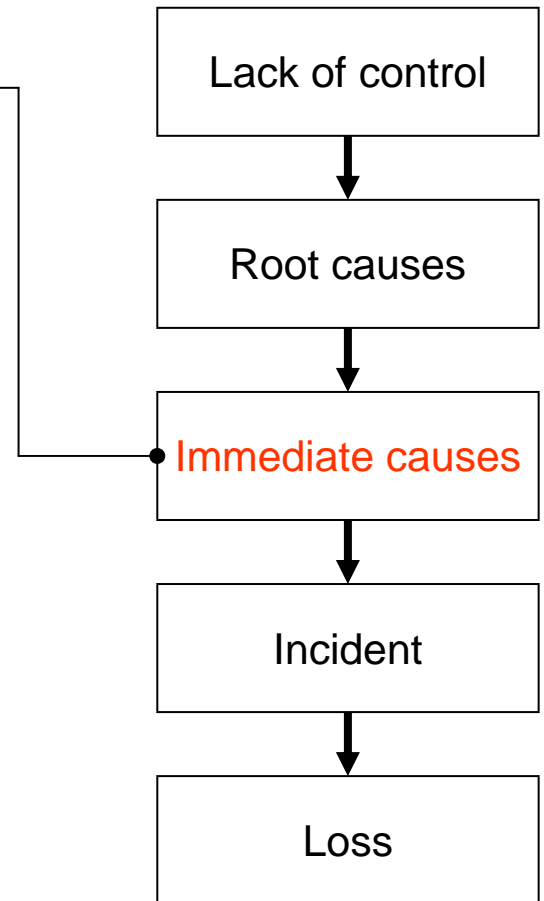 Lack of control
Root causes
Immediate causes
Incident
Loss